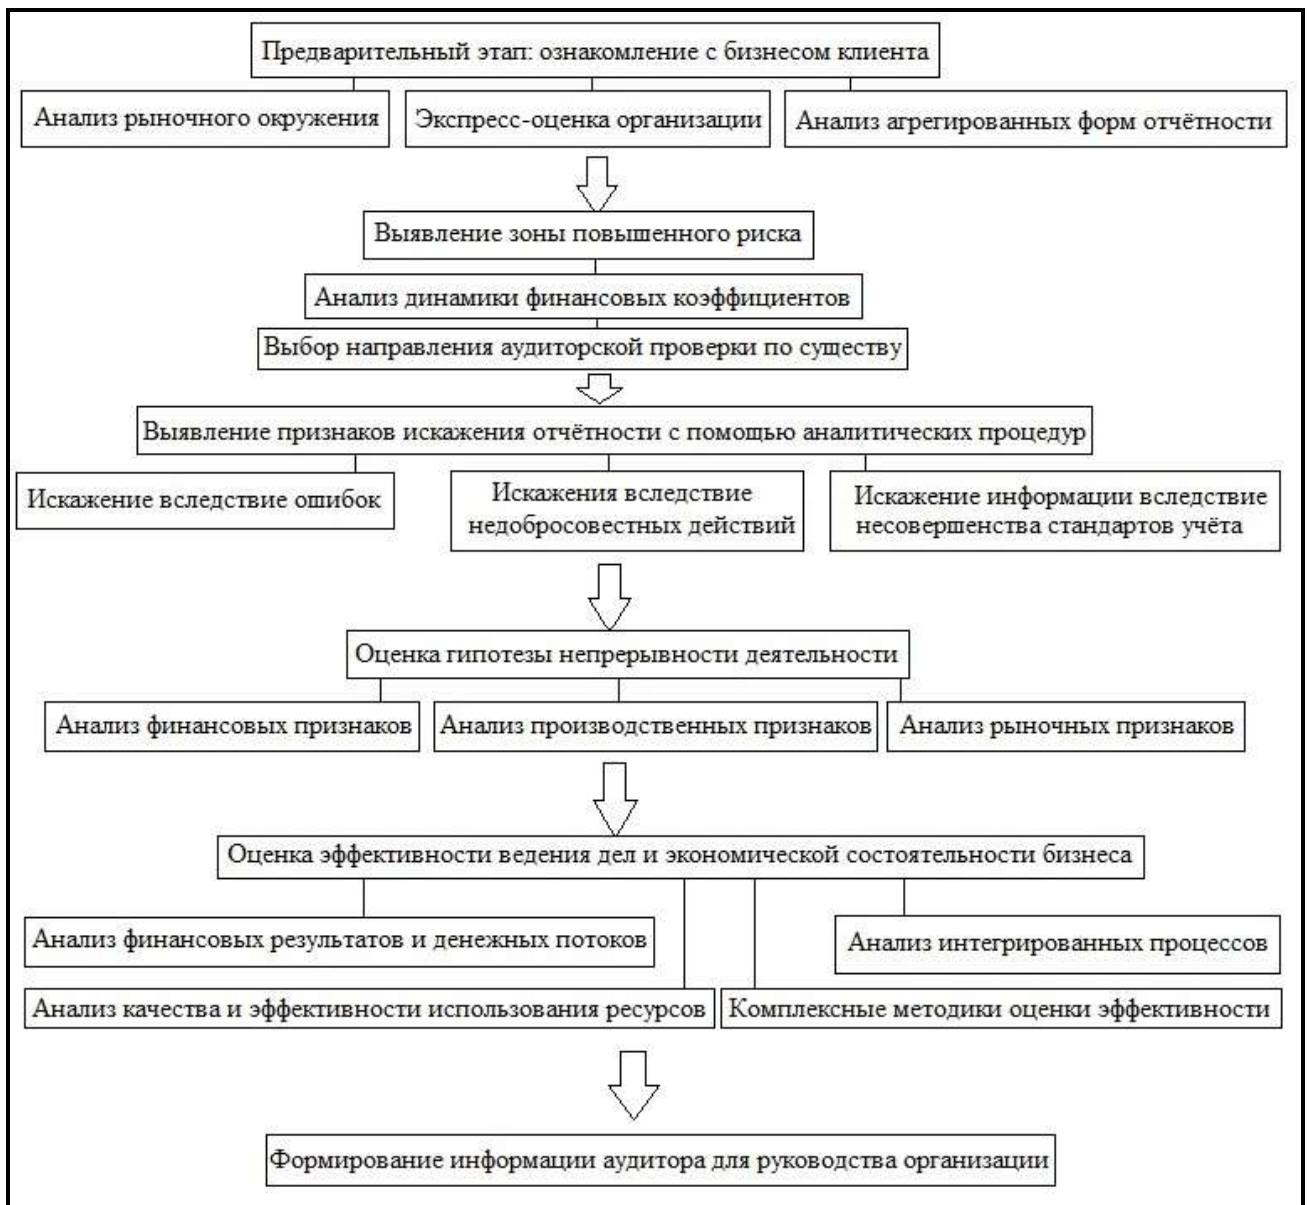 Предварительный этап: ознакомление с бизнесом клиента
Анализ рыночного окружения
Экспресс-оценка организации
Анализ агрегированных форм отчётности
Выявление зоны повышенного риска
Анализ динамики финансовых коэффициентов
Выбор направления аудиторской проверки по существу
Выявление признаков искажения отчётности с помощью аналитических процедур
Искажение вследствие ошибок
Искажения вследствие
недобросовестных действий
Искажение информации вследствие
несовершенства стандартов учёта
Оценка гипотезы непрерывности деятельности
Анализ финансовых признаков
Анализ производственных признаков
Анализ рыночных признаков
Оценка эффективности ведения дел и экономической состоятельности бизнеса
Анализ финансовых результатов и денежных потоков
Анализ интегрированных процессов
Анализ качества и эффективности использования ресурсов
Комплексные методики оценки эффективности
Формирование информации аудитора для руководства организации